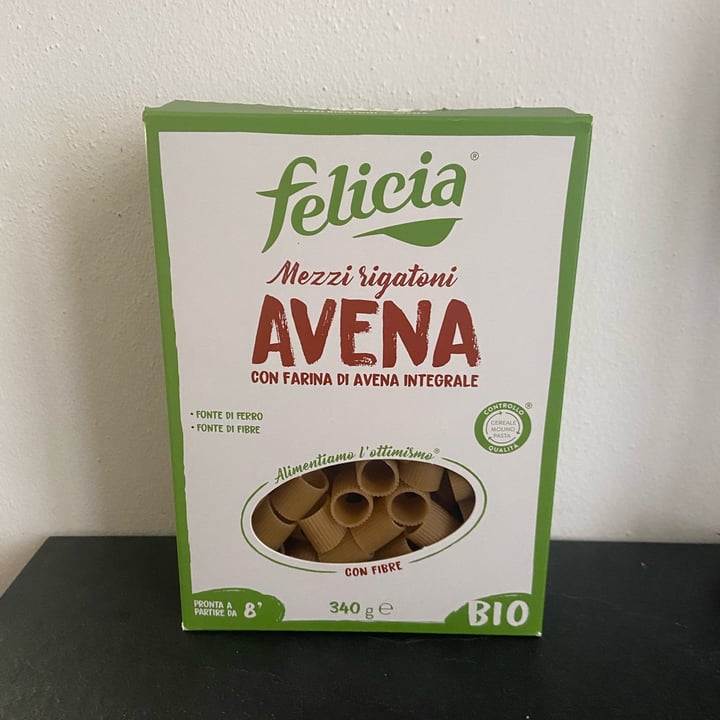 felicia®
Mezzi rigatoni
AVENA
CON FARINA DI AVENA INTEGRALE
• FONTE DI FERRO
• FONTE DI FIBRE
CONTROLLO ®
CEREALE
MOLINO
PASTA
QUALITÀ
Alimentiamo l'ottimismo®
CON FIBRE
PRONTA A
PARTIRE DA 8'
340 g ℮
BIO